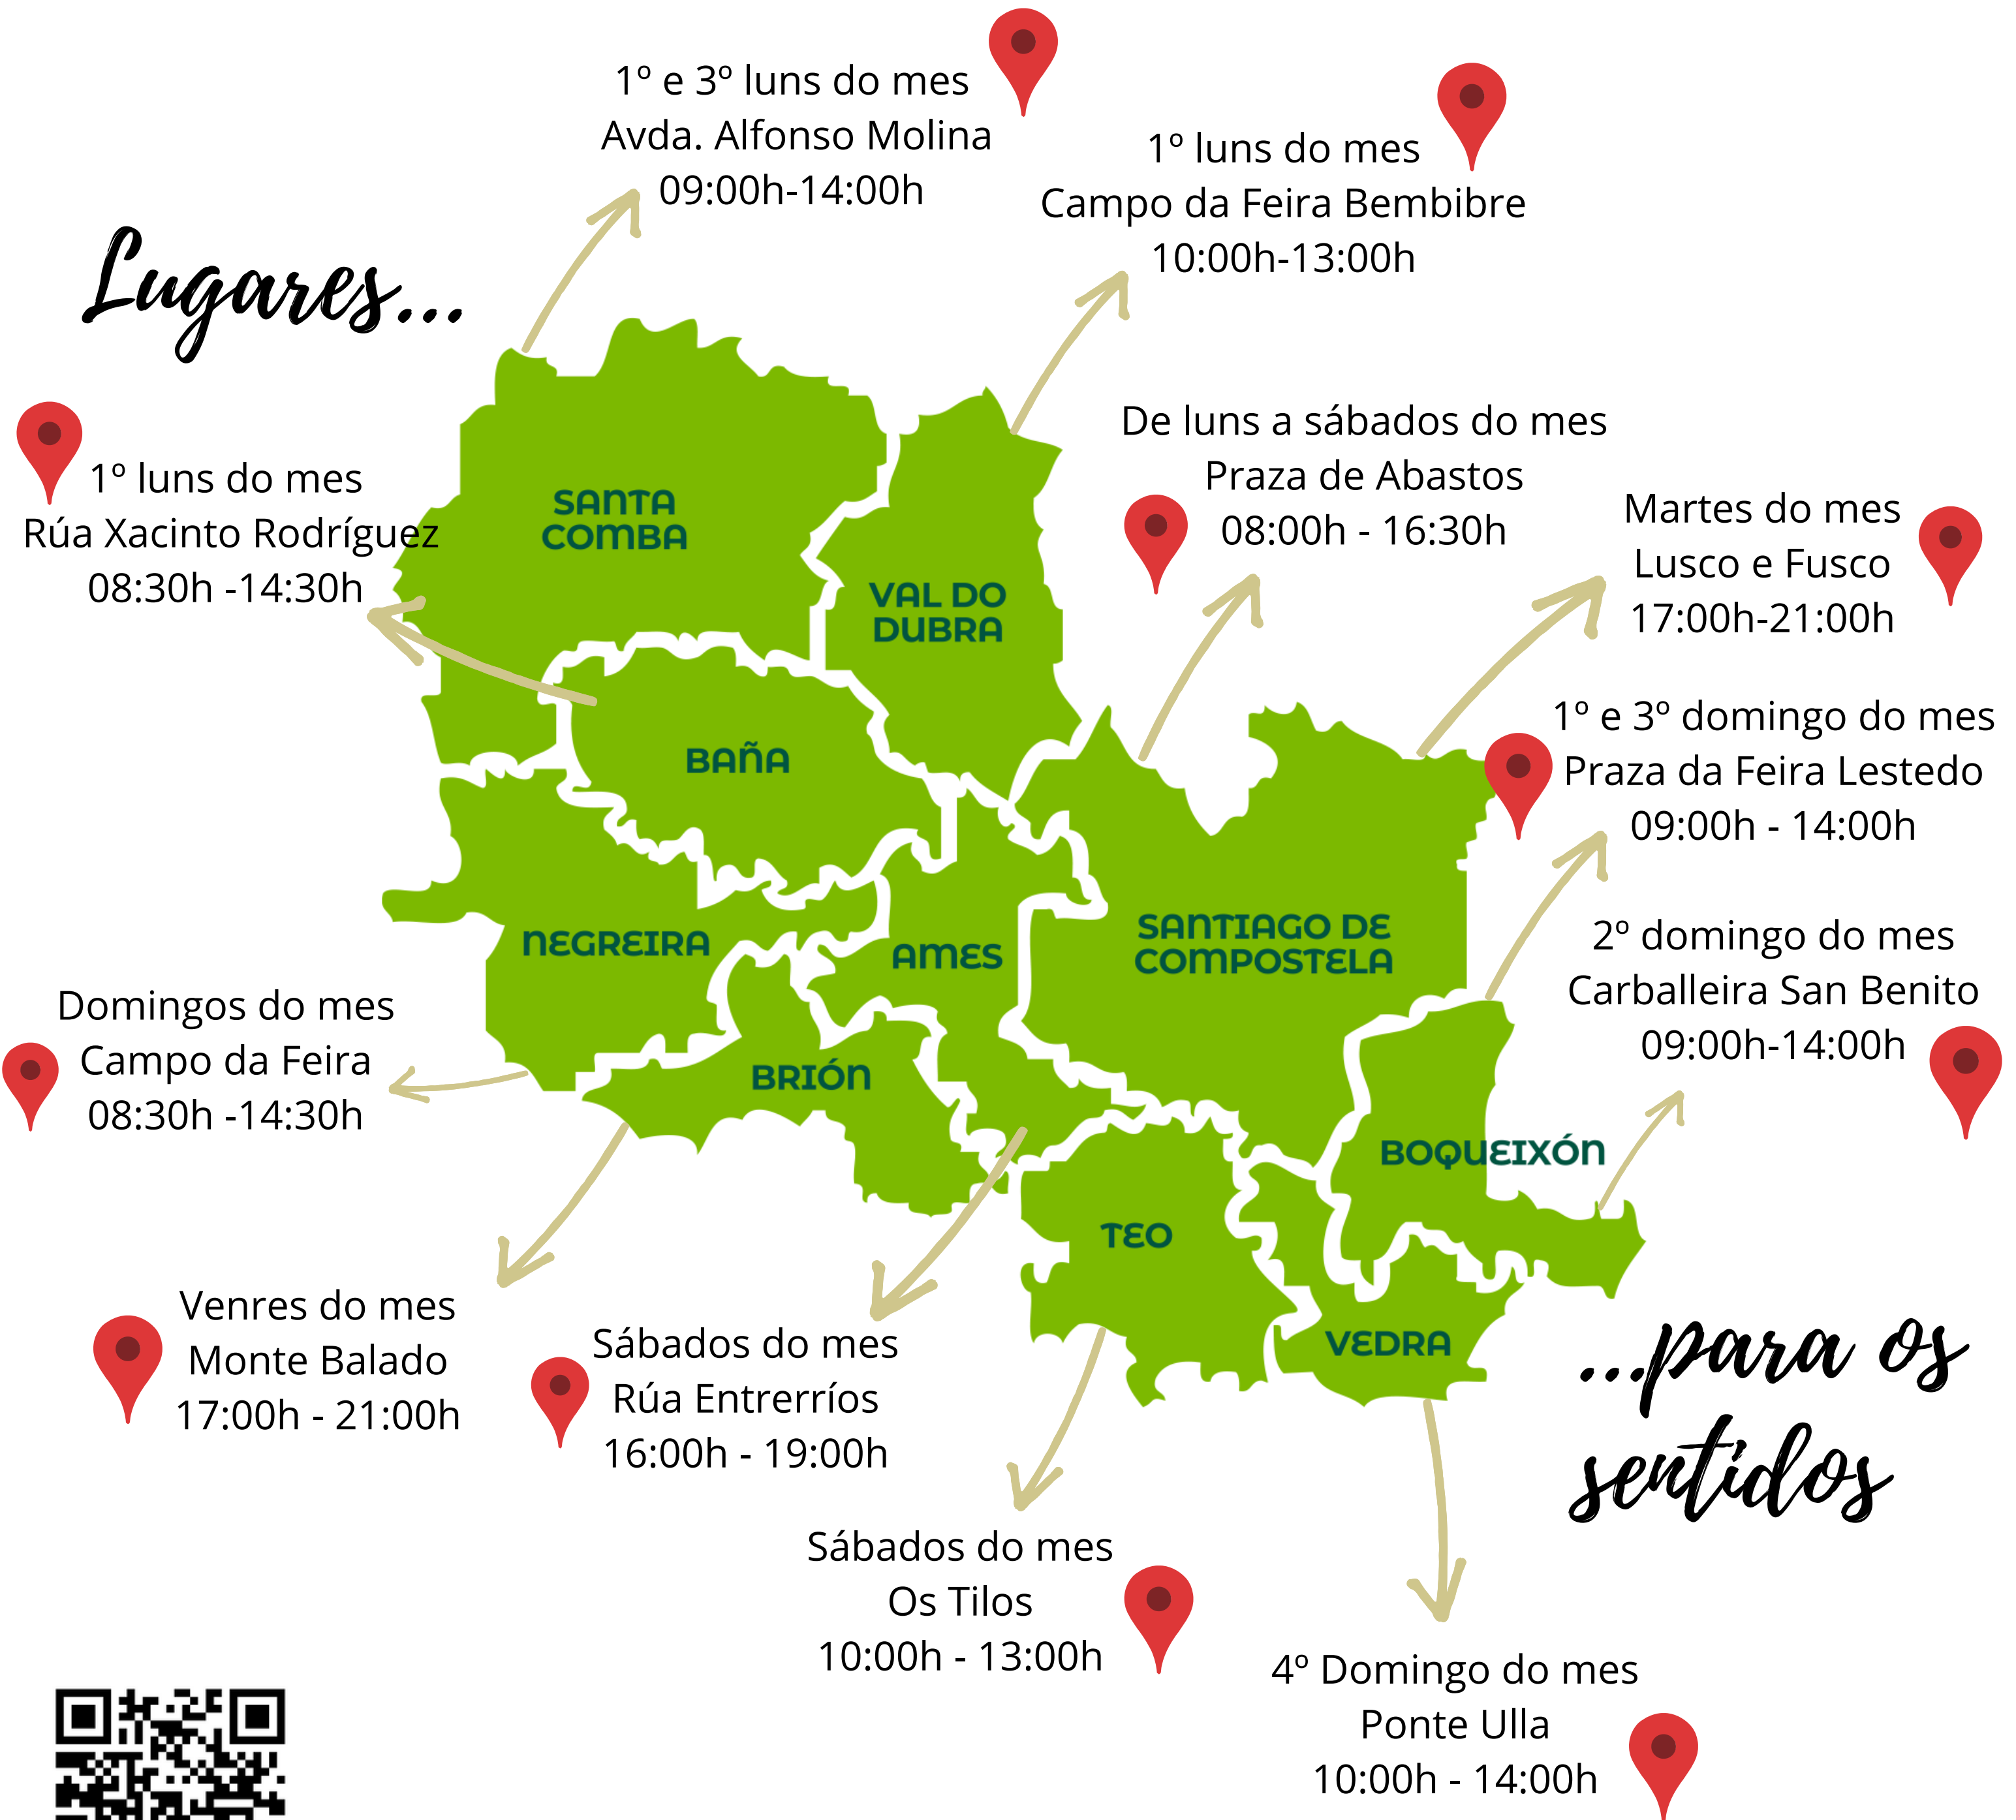 1º e 3º luns do mes
Avda. Alfonso Molina
09:00h-14:00h
1º luns do mes
Campo da Feira Bembibre
10:00h-13:00h
Lugares...
1º luns do mes
Rúa Xacinto Rodríguez
08:30h -14:30h
De luns a sábados do mes
Praza de Abastos
08:00h - 16:30h
Martes do mes
Lusco e Fusco
17:00h-21:00h
SANTA
COMBA
VAL DO
DUBRA
BAÑA
1º e 3º domingo do mes
Praza da Feira Lestedo
09:00h - 14:00h
NEGREIRA
AMES
SANTIAGO DE
COMPOSTELA
2º domingo do mes
Carballeira San Benito
09:00h-14:00h
Domingos do mes
Campo da Feira
08:30h -14:30h
BRIÓN
BOQUEIXÓN
TEO
VEDRA
Venres do mes
Monte Balado
17:00h - 21:00h
Sábados do mes
Rúa Entrerríos
16:00h - 19:00h
...para os
sentidos
Sábados do mes
Os Tilos
10:00h - 13:00h
4º Domingo do mes
Ponte Ulla
10:00h - 14:00h